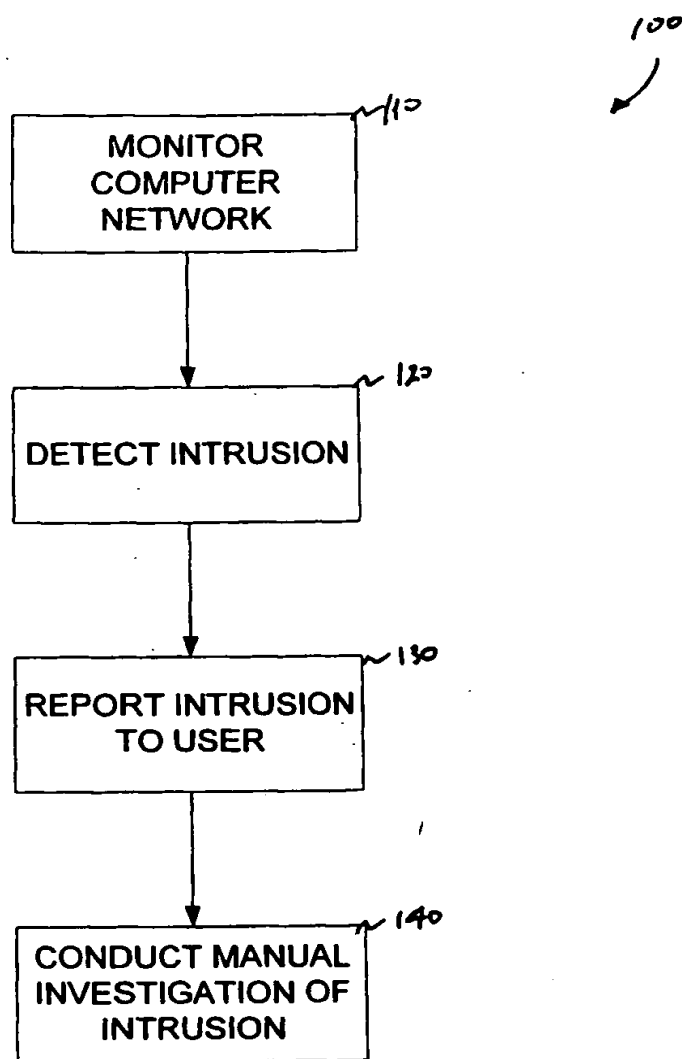 100
110
MONITOR
COMPUTER
NETWORK
120
DETECT INTRUSION
130
REPORT INTRUSION
TO USER
140
CONDUCT MANUAL
INVESTIGATION OF
INTRUSION